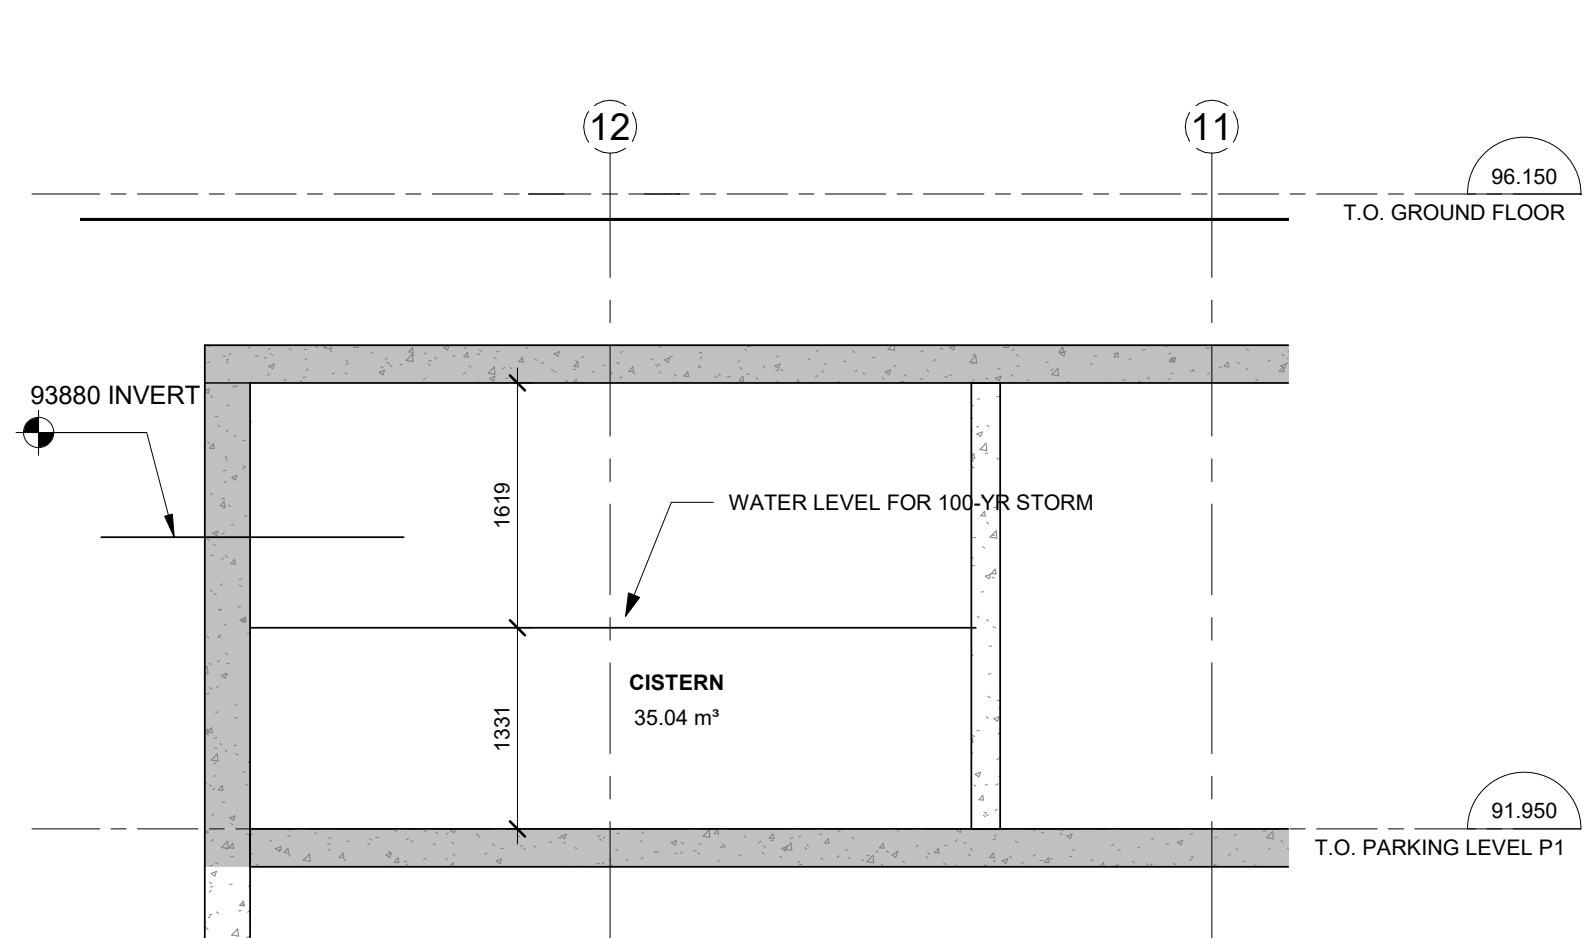 12
11
96.150
T.O. GROUND FLOOR
93880 INVERT
1619
WATER LEVEL FOR 100-YR STORM
CISTERN
35.04 m³
1331
91.950
T.O. PARKING LEVEL P1